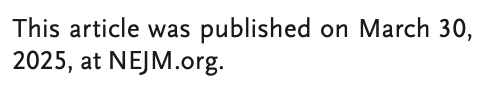 This article was published on March 30,
2025, at NEJM.org.